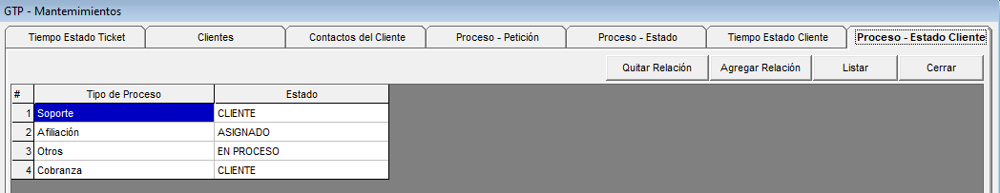 GTP - Mantemimientos
Tiempo Estado Ticket Clientes Contactos del Cliente Proceso - Petición Proceso - Estado Tiempo Estado Cliente Proceso - Estado Cliente
Quitar Relación Agregar Relación Listar Cerrar
# Tipo de Proceso Estado
1 Soporte CLIENTE
2 Afiliación ASIGNADO
3 Otros EN PROCESO
4 Cobranza CLIENTE